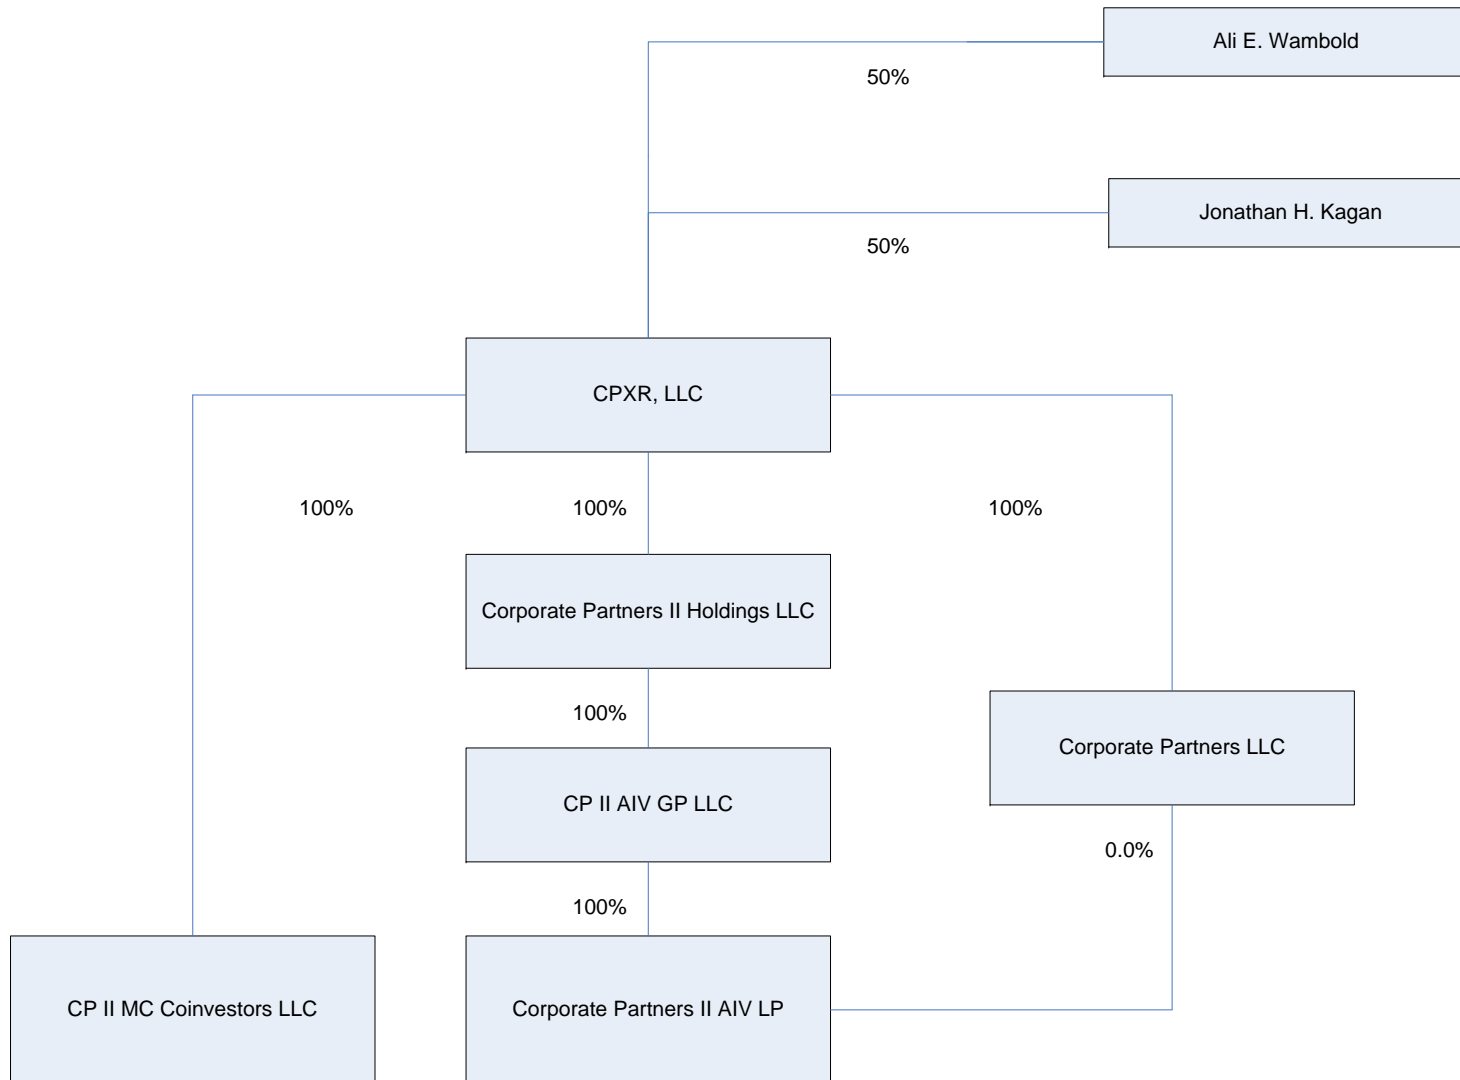 Ali E. Wambold
50%
Jonathan H. Kagan
50%
CPXR, LLC
100%
100%
100%
Corporate Partners II Holdings LLC
100%
Corporate Partners LLC
CP II AIV GP LLC
0.0%
100%
CP II MC Coinvestors LLC
Corporate Partners II AIV LP